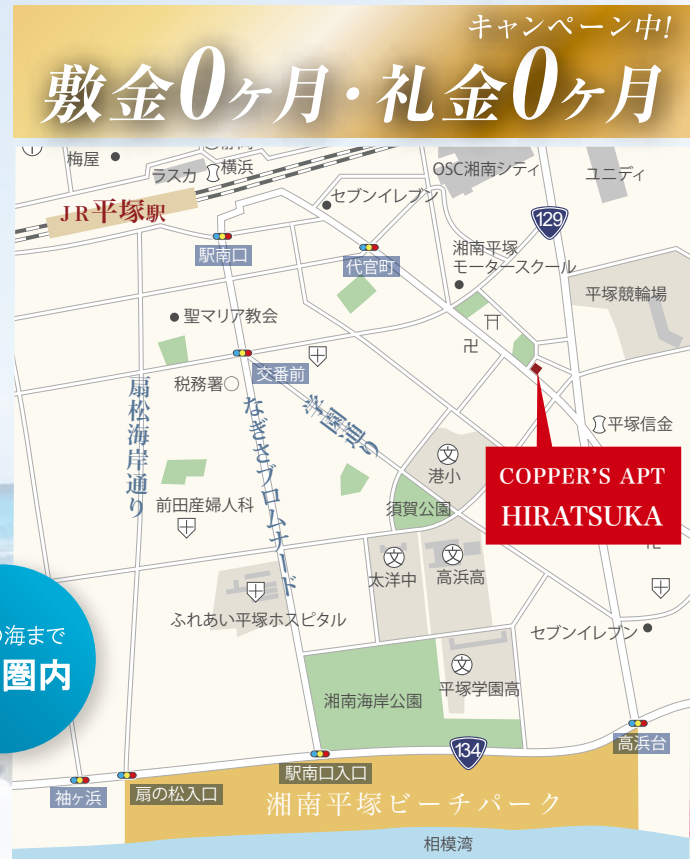 キャンペーン中!
敷金0ヶ月・礼金0ヶ月
梅屋
ラスカ
横浜
OSC湘南シティ
ユニディ
JR平塚駅
セブンイレブン
129
駅南口
代官町
湘南平塚
モータースクール
平塚競輪場
聖マリア教会
卍
交番前
税務署
扇松海岸通り
なぎさプロムナード
学園通り
文
港小
平塚信金
COPPER'S APT
HIRATSUKA
須賀公園
前田産婦人科
文
太洋中
文
高浜高
ふれあい平塚ホスピタル
セブンイレブン
海まで
圏内
文
平塚学園高
湘南海岸公園
134
高浜台
駅南口入口
袖ヶ浜
扇の松入口
湘南平塚ビーチパーク
相模湾